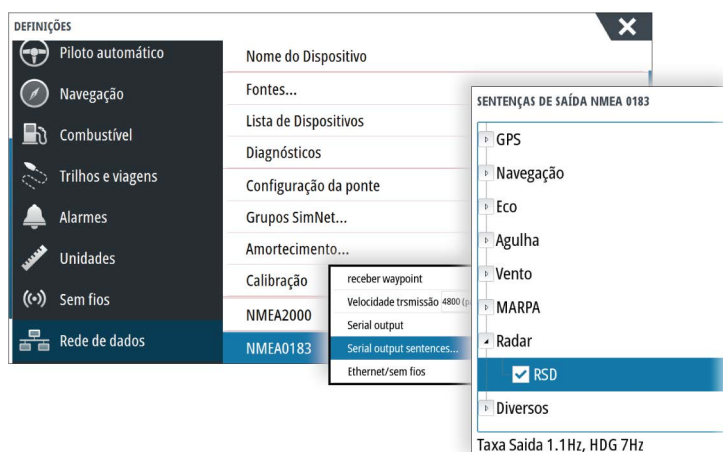 DEFINIÇÕES
Piloto automático
Navegação
Combustível
Trilhos e viagens
Alarmes
Unidades
Sem fios
Rede de dados
Nome do Dispositivo
Fontes...
Lista de Dispositivos
Diagnósticos
Configuração da ponte
Grupos SimNet...
Amortecimento...
Calibração
NMEA2000
NMEA0183
receber waypoint
Velocidade trsmissão 4800
Serial output
Serial output sentences...
Ethernet/sem fios
SENTENÇAS DE SAÍDA NMEA 0183
GPS
Navegação
Eco
Agulha
Vento
MARPA
Radar
RSD
Diversos
Taxa Saida 1.1Hz, HDG 7Hz